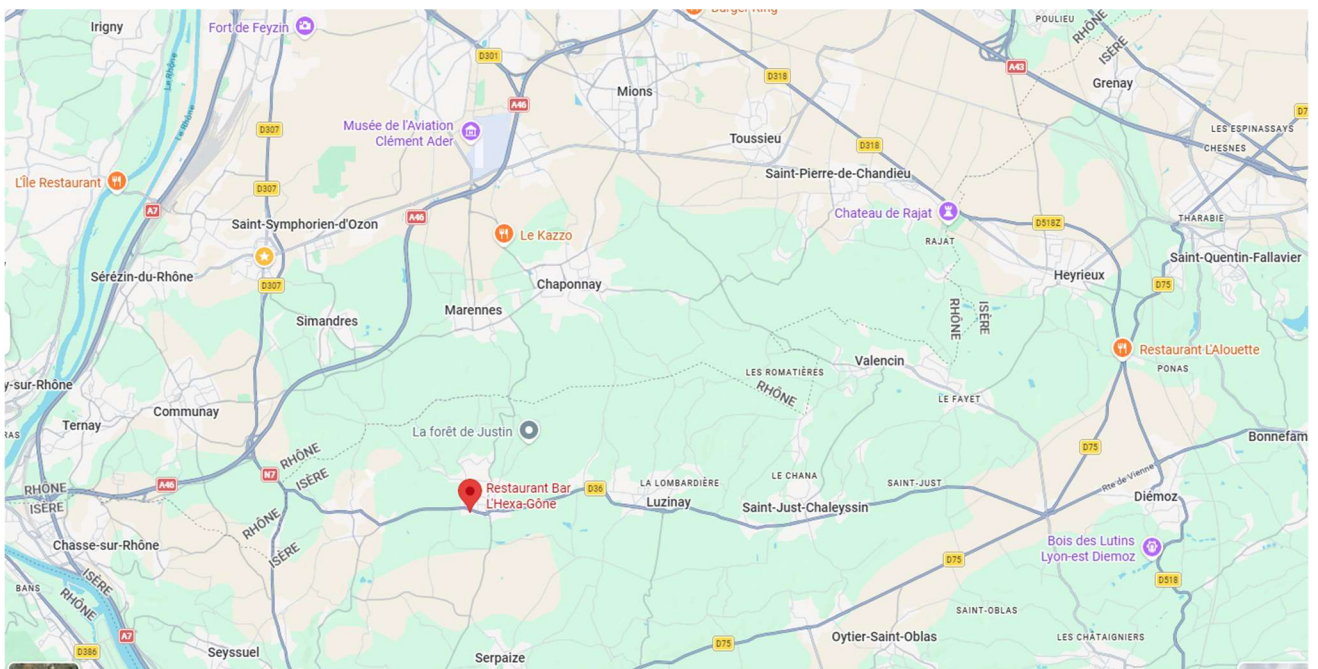 Burger King
POULIEU
Irigny
Fort de Feyzin
RHÔNE
ISÈRE
D301
A43
D318
Grenay
Le Rhône
Mions
A46
D7
Musée de l'Aviation
Clément Ader
Le Rhône
D307
LES ESPINASSAYS
Toussieu
D318
CHESNES
L'Île Restaurant
D307
Saint-Pierre-de-Chandieu
A7
Chateau de Rajat
A46
Saint-Symphorien-d'Ozon
D518Z
THARABIE
Le Kazzo
RAJAT
Saint-Quentin-Fallavier
Sérézin-du-Rhône
Heyrieux
D307
Chaponnay
D75
Marennes
Simandres
RHÔNE
ISÈRE
Restaurant L'Alouette
Valencin
PONAS
LES ROMATIÈRES
y-sur-Rhône
RHÔNE
LE FAYET
Communay
Ternay
La forêt de Justin
RAS
Bonnefam
D75
RHÔNE
ISÈRE
N7
LE CHANA
Rte de Vienne
A46
LA LOMBARDIÈRE
SAINT-JUST
RHÔNE
ISÈRE
Restaurant Bar
L'Hexa-Gône
D36
Luzinay
Diémoz
Saint-Just-Chaleyssin
RHÔNE
ISÈRE
Chasse-sur-Rhône
Bois des Lutins
Lyon-est Diemoz
D75
ISÈRE
RHÔNE
BANS
D518
SAINT-OBLAS
A7
Oytier-Saint-Oblas
LES CHÂTAIGNIERS
D75
D386
Seyssuel
Serpaize